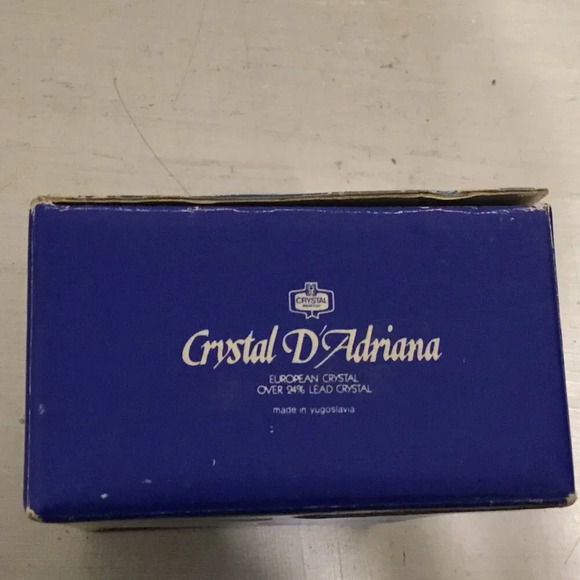 CRYSTAL
Crystal D'Adriana
EUROPEAN CRYSTAL
OVER 24% LEAD CRYSTAL
made in yugoslavia